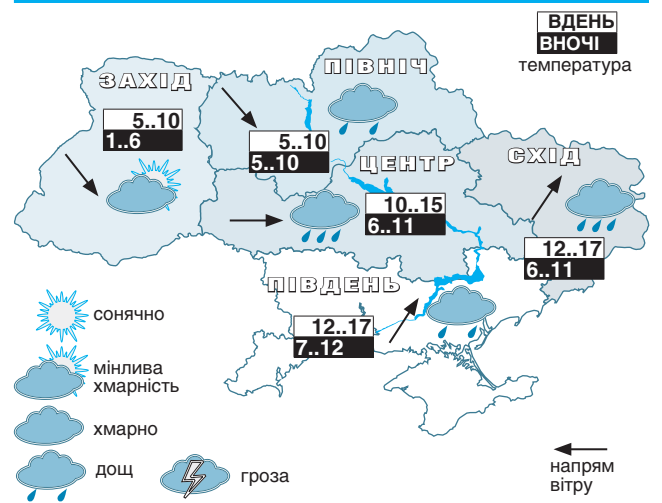 ВДЕНЬ
ВНОЧІ
температура
ЗАХІД
5..10
1..6
ПІВНІЧ
5..10
5..10
ЦЕНТР
10..15
6..11
СХІД
12..17
6..11
ПІВДЕНЬ
12..17
7..12
сонячно
мінлива
хмарність
хмарно
дощ
гроза
напрям
вітру